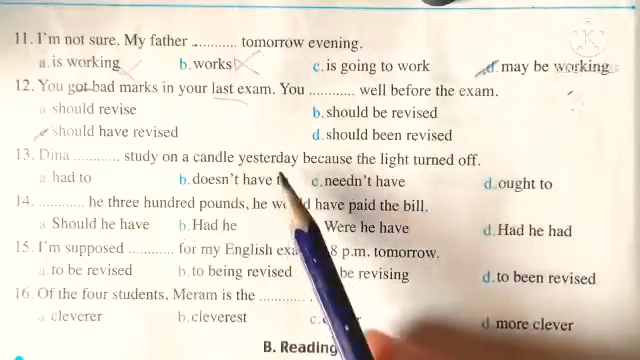 11. I'm not sure. My father ........... tomorrow evening.
a. is working b. works c. is going to work d. may be working
12. You got bad marks in your last exam. You ............ well before the exam.
a should revise b. should be revised
should have revised d. should been revised
13. Dina ............ study on a candle yesterday because the light turned off.
a. had to b. doesn't have c. needn't have d. ought to
14. ............ he three hundred pounds, he would have paid the bill.
a Should he have b. Had he Were he have d. Had he had
15. I'm supposed ............ for my English 8 p.m. tomorrow.
a. to be revised b. to being revised be revising d. to been revised
16. Of the four students, Meram is the ............ .
a. cleverer b. cleverest c. d. more clever
B. Reading